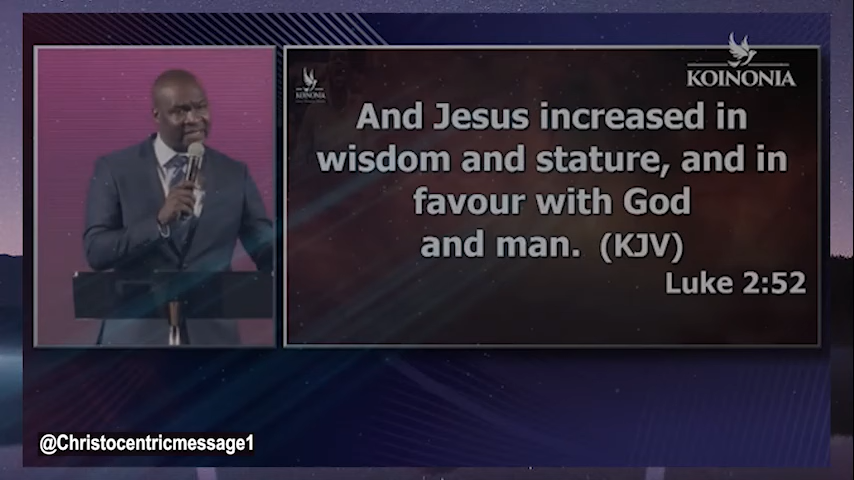 KOINONIA
KOINONIA
And Jesus increased in
wisdom and stature, and in
favour with God
and man. (KJV)
Luke 2:52
@Christocentricmessage1